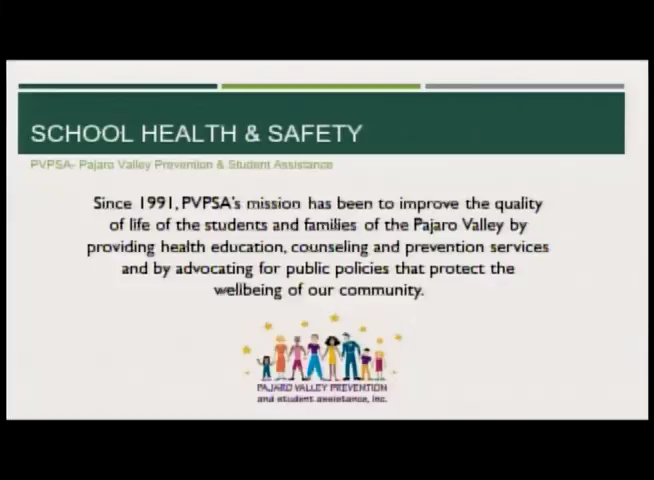 SCHOOL HEALTH & SAFETY
PVPSA- Pajaro Valley Prevention & Student Assistance
Since 1991, PVPSA's mission has been to improve the quality
of life of the students and families of the Pajaro Valley by
providing health education, counseling and prevention services
and by advocating for public policies that protect the
wellbeing of our community.
PAJARO VALLEY PREVENTION
and student assistance, inc.